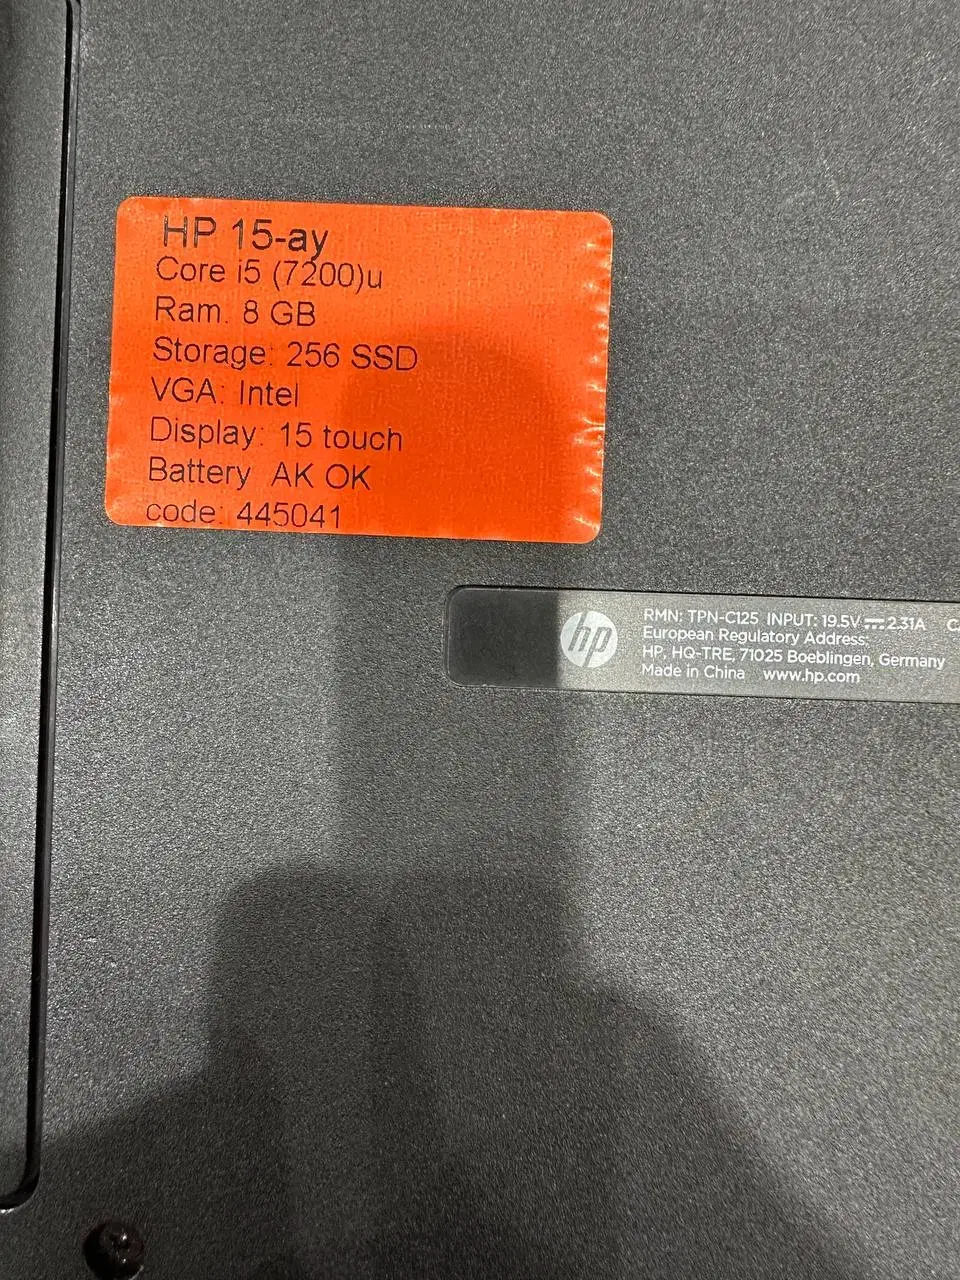 HP 15-ay
Core i5 (7200)u
Ram: 8 GB
Storage: 256 SSD
VGA: Intel
Display: 15 touch
Battery AK OK
code: 445041
hp
RMN: TPN-C125 INPUT: 19.5V⎓2.31A
European Regulatory Address:
HP, HQ-TRE, 71025 Boeblingen, Germany
Made in China www.hp.com